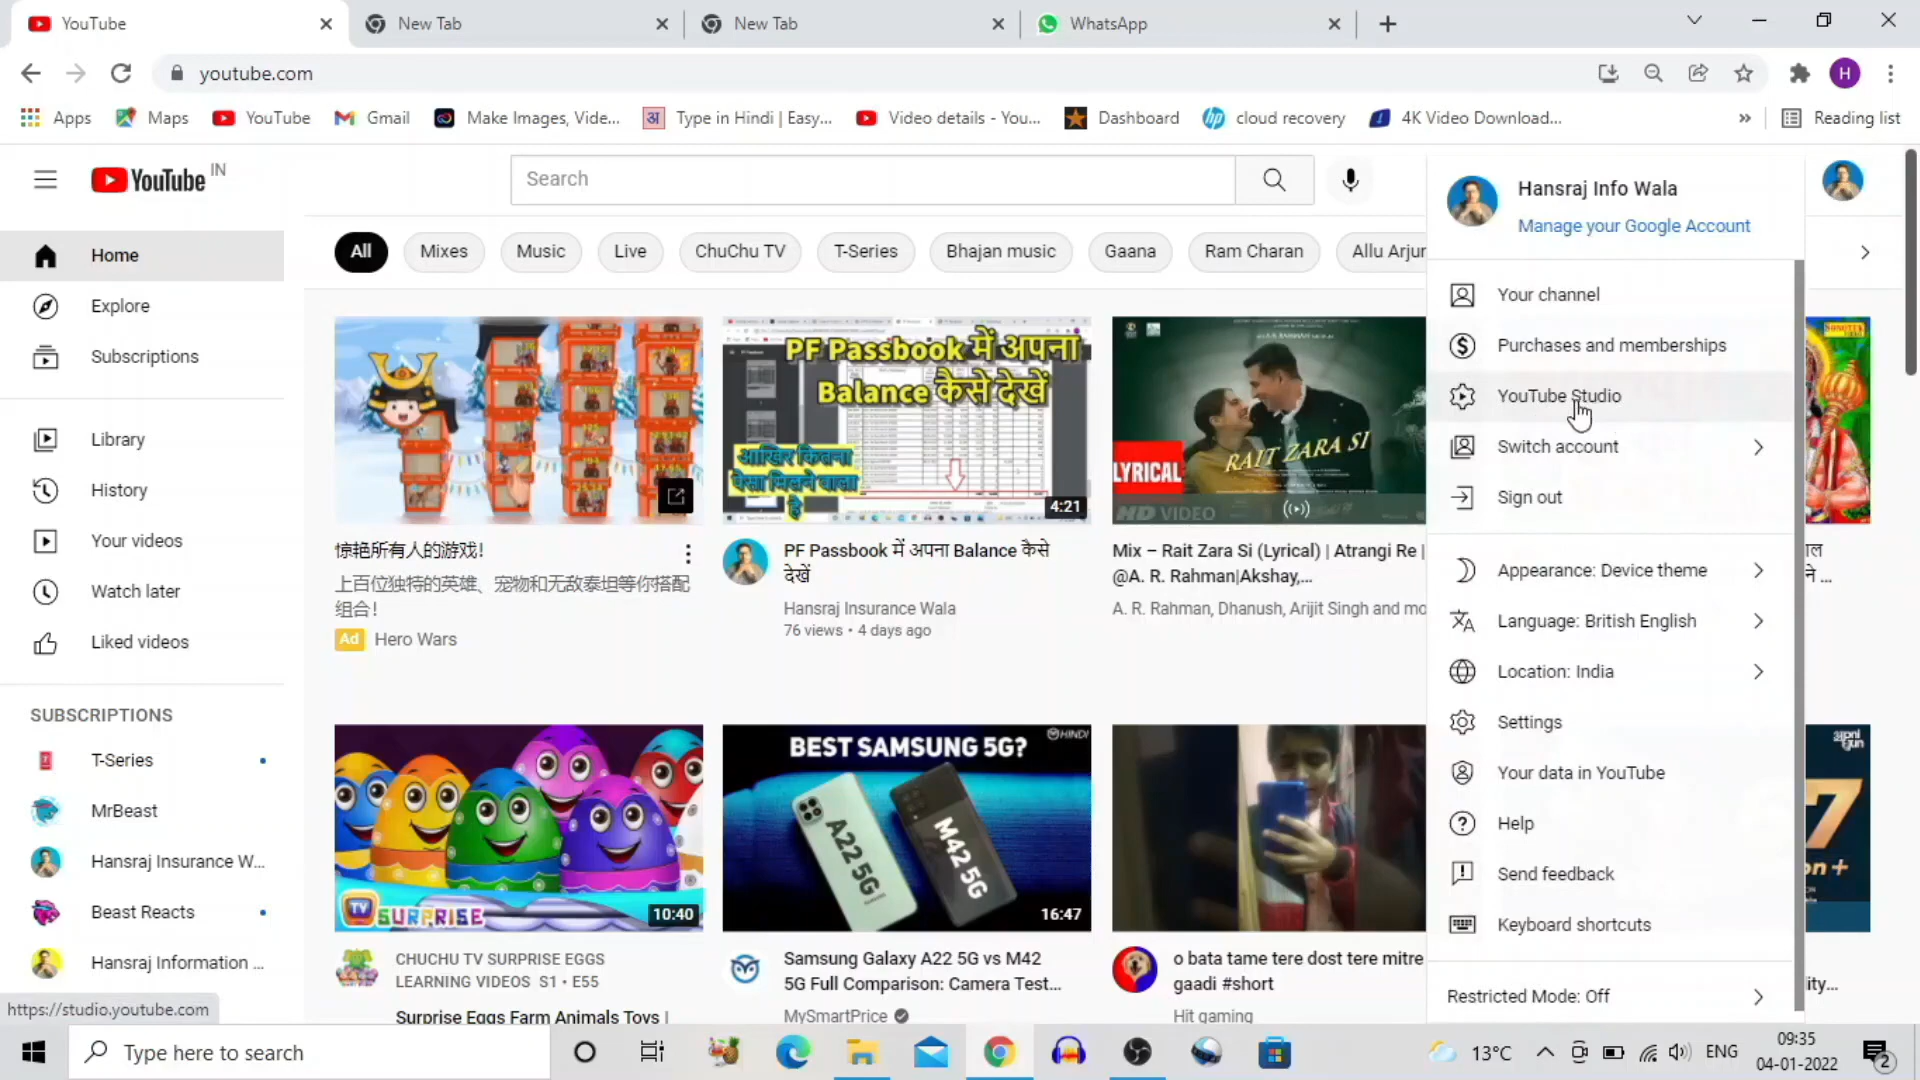 YouTube
New Tab
New Tab
WhatsApp
youtube.com
H
Apps
Maps
YouTube
Gmail
Make Images, Vide...
अ
Type in Hindi | Easy...
Video details - You...
Dashboard
cloud recovery
4K Video Download...
»
Reading list
YouTube IN
Search
Hansraj Info Wala
Manage your Google Account
All
Mixes
Music
Live
ChuChu TV
T-Series
Bhajan music
Gaana
Ram Charan
Allu Arjun
Home
Explore
Subscriptions
Library
History
Your videos
Watch later
Liked videos
SUBSCRIPTIONS
T-Series
MrBeast
Hansraj Insurance W...
Beast Reacts
Hansraj Information ...
https://studio.youtube.com
PF Passbook में अपना
Balance कैसे देखें
आखिर कितना
पैसा मिलने वाला
है
4:21
LYRICAL
RAIT ZARA SI
HD VIDEO
惊艳所有人的游戏!
上百位独特的英雄、宠物和无敌泰坦等你搭配
组合!
Ad Hero Wars
PF Passbook में अपना Balance कैसे
देखें
Hansraj Insurance Wala
76 views • 4 days ago
Mix – Rait Zara Si (Lyrical) | Atrangi Re |
@A. R. Rahman|Akshay,...
A. R. Rahman, Dhanush, Arijit Singh and mo
TV SURPRISE
10:40
BEST SAMSUNG 5G?
HINDI
A22 5G
M42 5G
16:47
CHUCHU TV SURPRISE EGGS
LEARNING VIDEOS S1 • E55
Surprise Eggs Farm Animals Toys |
Samsung Galaxy A22 5G vs M42
5G Full Comparison: Camera Test...
MySmartPrice
o bata tame tere dost tere mitre
gaadi #short
Hit gaming
Your channel
Purchases and memberships
YouTube Studio
Switch account
Sign out
Appearance: Device theme
Language: British English
Location: India
Settings
Your data in YouTube
Help
Send feedback
Keyboard shortcuts
Restricted Mode: Off
ाल
ने ...
7
on+
ity...
Type here to search
13°C
ENG
09:35
04-01-2022
2